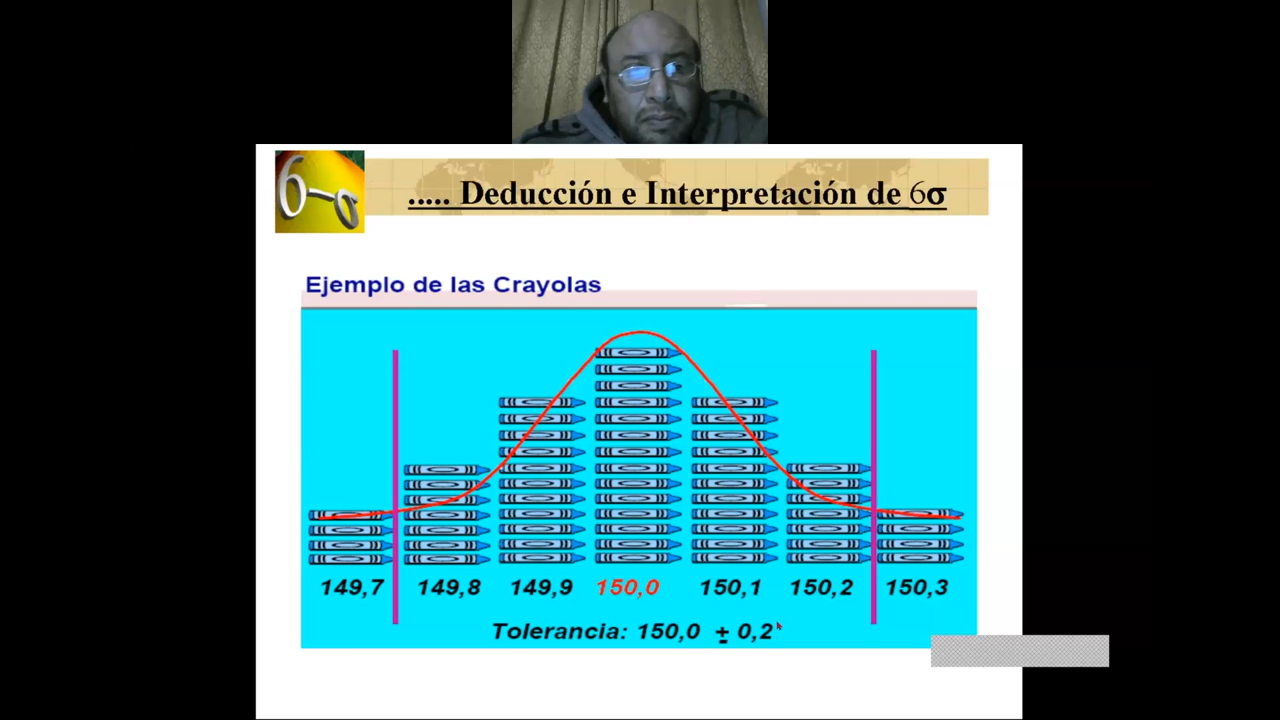 6-σ
..... Deducción e Interpretación de 6σ
Ejemplo de las Crayolas
149,7 149,8 149,9 150,0 150,1 150,2 150,3
Tolerancia: 150,0 ± 0,2